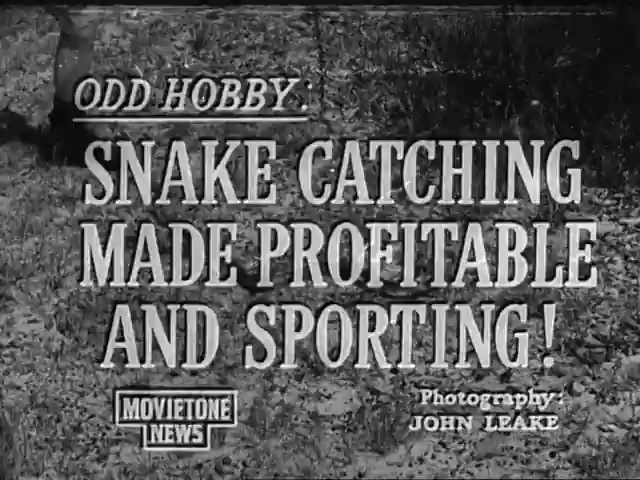 ODD HOBBY:
SNAKE CATCHING
MADE PROFITABLE
AND SPORTING!
MOVIETONE
NEWS
Photography:
JOHN LEAKE